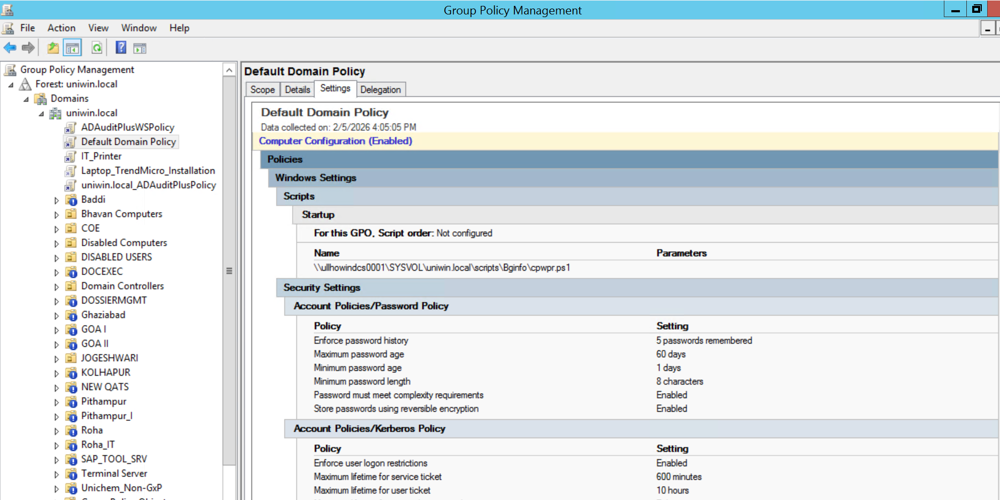 Group Policy Management
File Action View Window Help
Group Policy Management
Forest: uniwin.local
Domains
uniwin.local
ADAuditPlusWSPolicy
Default Domain Policy
IT_Printer
Laptop_TrendMicro_Installation
uniwin.local_ADAuditPlusPolicy
Baddi
Bhavan Computers
COE
Disabled Computers
DISABLED USERS
DOCEXEC
Domain Controllers
DOSSIERMGMT
Ghaziabad
GOA I
GOA II
JOGESHWARI
KOLHAPUR
NEW QATS
Pithampur
Pithampur_I
Roha
Roha_IT
SAP_TOOL_SRV
Terminal Server
Unichem_Non-GxP
Default Domain Policy
Scope Details Settings Delegation
Default Domain Policy
Data collected on: 2/5/2026 4:05:05 PM
Computer Configuration (Enabled)
Policies
Windows Settings
Scripts
Startup
For this GPO, Script order: Not configured
Name Parameters
\\ullhowindcs0001\SYSVOL\uniwin.local\scripts\Bginfo\cpwpr.ps1
Security Settings
Account Policies/Password Policy
Policy Setting
Enforce password history 5 passwords remembered
Maximum password age 60 days
Minimum password age 1 days
Minimum password length 8 characters
Password must meet complexity requirements Enabled
Store passwords using reversible encryption Enabled
Account Policies/Kerberos Policy
Policy Setting
Enforce user logon restrictions Enabled
Maximum lifetime for service ticket 600 minutes
Maximum lifetime for user ticket 10 hours